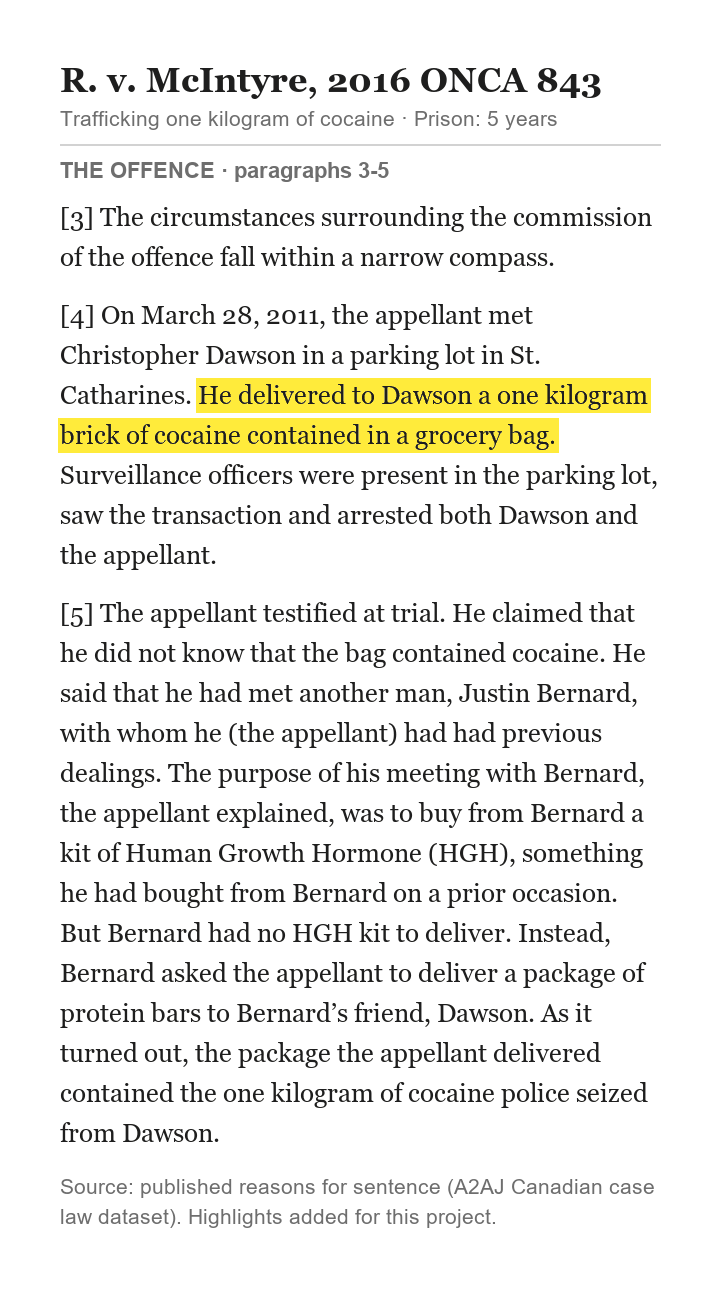 R. v. McIntyre, 2016 ONCA 843
Trafficking one kilogram of cocaine · Prison: 5 years
THE OFFENCE · paragraphs 3-5
[3] The circumstances surrounding the commission
of the offence fall within a narrow compass.
[4] On March 28, 2011, the appellant met
Christopher Dawson in a parking lot in St.
Catharines. He delivered to Dawson a one kilogram
brick of cocaine contained in a grocery bag.
Surveillance officers were present in the parking lot,
saw the transaction and arrested both Dawson and
the appellant.
[5] The appellant testified at trial. He claimed that
he did not know that the bag contained cocaine. He
said that he had met another man, Justin Bernard,
with whom he (the appellant) had had previous
dealings. The purpose of his meeting with Bernard,
the appellant explained, was to buy from Bernard a
kit of Human Growth Hormone (HGH), something
he had bought from Bernard on a prior occasion.
But Bernard had no HGH kit to deliver. Instead,
Bernard asked the appellant to deliver a package of
protein bars to Bernard’s friend, Dawson. As it
turned out, the package the appellant delivered
contained the one kilogram of cocaine police seized
from Dawson.
Source: published reasons for sentence (A2AJ Canadian case
law dataset). Highlights added for this project.